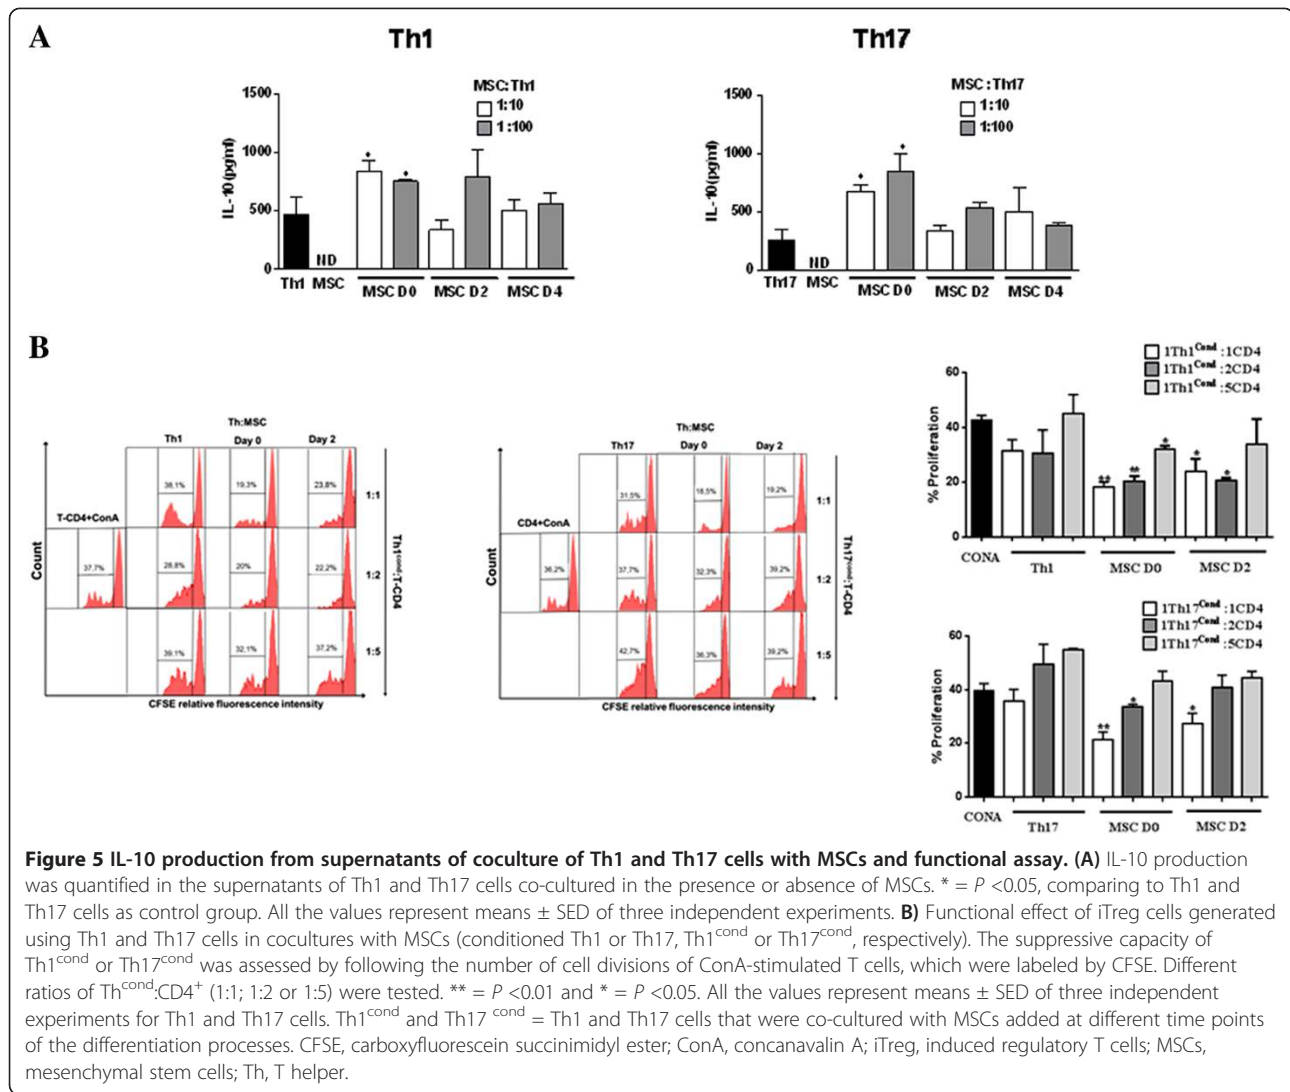 A
Th1
Th17
MSC:Th1
1:10
1:100
1500
1000
500
0
IL-10(pg/ml)
*
*
ND
Th1 MSC
MSC D0
MSC D2
MSC D4
MSC:Th17
1:10
1:100
1500
1000
500
0
IL-10(pg/ml)
*
*
ND
Th17 MSC
MSC D0
MSC D2
MSC D4
B
Th:MSC
Th1
Day 0
Day 2
38,1%
19,3%
23,8%
1:1
T-CD4+ConA
37,7%
28,8%
20%
22,2%
1:2
39,1%
32,1%
37,2%
1:5
Count
Th1cond:T-CD4
CFSE relative fluorescence intensity
Th:MSC
Th17
Day 0
Day 2
31,5%
18,5%
19,2%
1:1
CD4+ConA
36,2%
37,7%
32,3%
39,2%
1:2
42,7%
36,3%
39,2%
1:5
Count
Th17cond:T-CD4
CFSE relative fluorescence intensity
1Th1Cond :1CD4
1Th1Cond :2CD4
1Th1Cond :5CD4
60
40
20
0
% Proliferation
**
**
*
*
*
CONA
Th1
MSC D0
MSC D2
1Th17Cond :1CD4
1Th17Cond :2CD4
1Th17Cond :5CD4
60
40
20
0
% Proliferation
**
*
*
CONA
Th17
MSC D0
MSC D2
Figure 5 IL-10 production from supernatants of coculture of Th1 and Th17 cells with MSCs and functional assay. (A) IL-10 production
was quantified in the supernatants of Th1 and Th17 cells co-cultured in the presence or absence of MSCs. * = P <0.05, comparing to Th1 and
Th17 cells as control group. All the values represent means ± SED of three independent experiments. B) Functional effect of iTreg cells generated
using Th1 and Th17 cells in cocultures with MSCs (conditioned Th1 or Th17, Th1cond or Th17cond, respectively). The suppressive capacity of
Th1cond or Th17cond was assessed by following the number of cell divisions of ConA-stimulated T cells, which were labeled by CFSE. Different
ratios of Thcond:CD4+ (1:1; 1:2 or 1:5) were tested. ** = P <0.01 and * = P <0.05. All the values represent means ± SED of three independent
experiments for Th1 and Th17 cells. Th1cond and Th17 cond = Th1 and Th17 cells that were co-cultured with MSCs added at different time points
of the differentiation processes. CFSE, carboxyfluorescein succinimidyl ester; ConA, concanavalin A; iTreg, induced regulatory T cells; MSCs,
mesenchymal stem cells; Th, T helper.